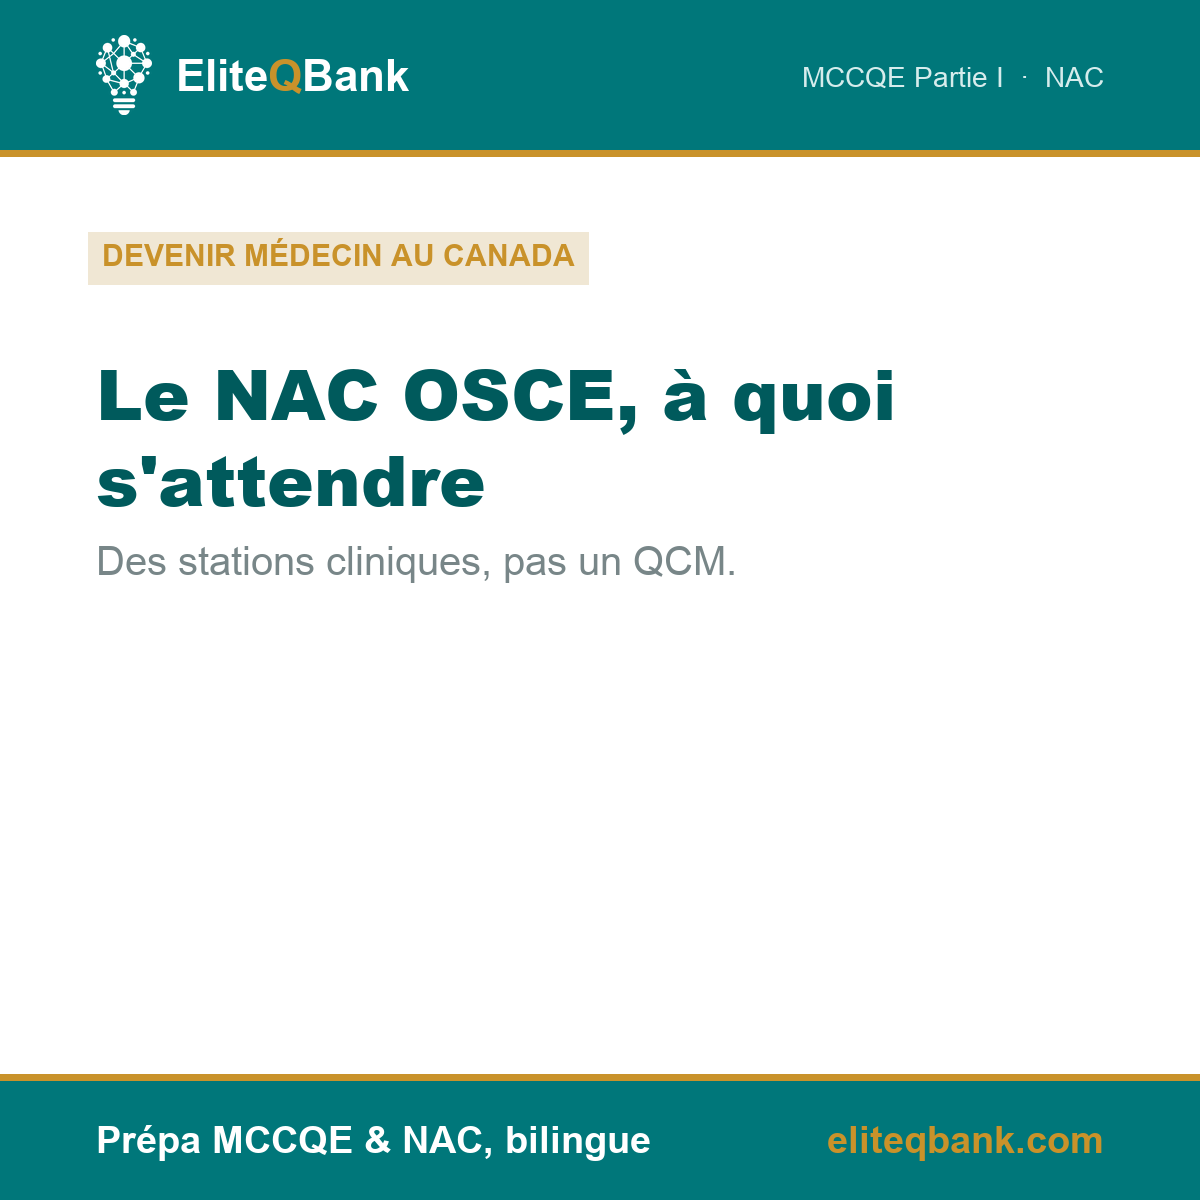 EliteQBank
MCCQE Partie I · NAC
DEVENIR MÉDECIN AU CANADA
Le NAC OSCE, à quoi
s'attendre
Des stations cliniques, pas un QCM.
Prépa MCCQE & NAC, bilingue
eliteqbank.com